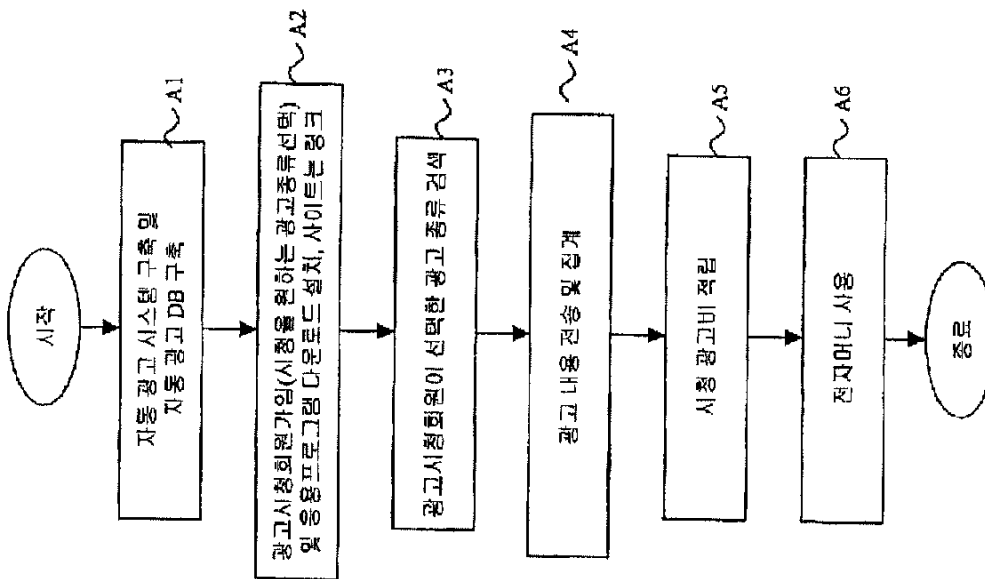 시작
자동 광고 시스템 구축 및
자동 광고 DB 구축
A1
광고시청회원가입(시청을 원하는 광고종류선택)
및 응용프로그램 다운로드 설치, 사이트는 링크
A2
광고시청회원이 선택한 광고 종류 검색
A3
광고 내용 전송 및 집계
A4
시청 광고비 적립
A5
전자머니 사용
A6
종료